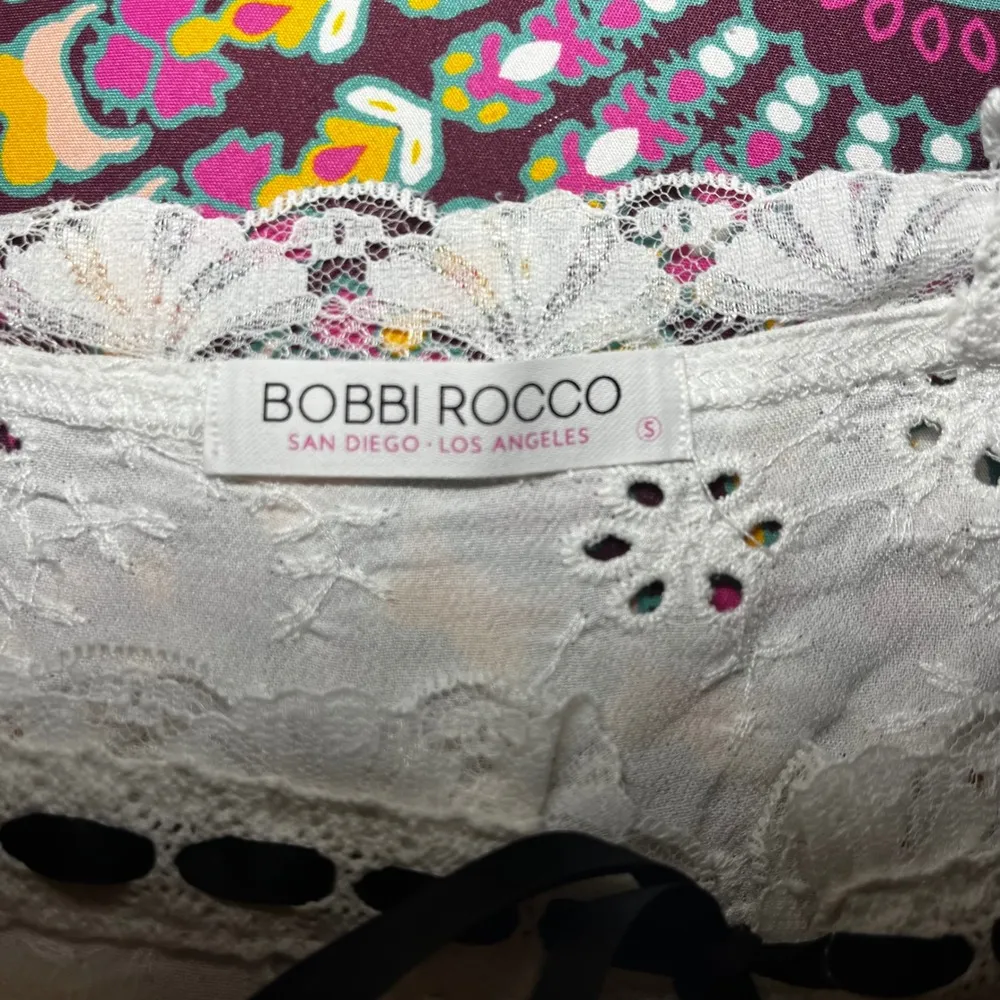 BOBBI ROCCO
SAN DIEGO · LOS ANGELES
S